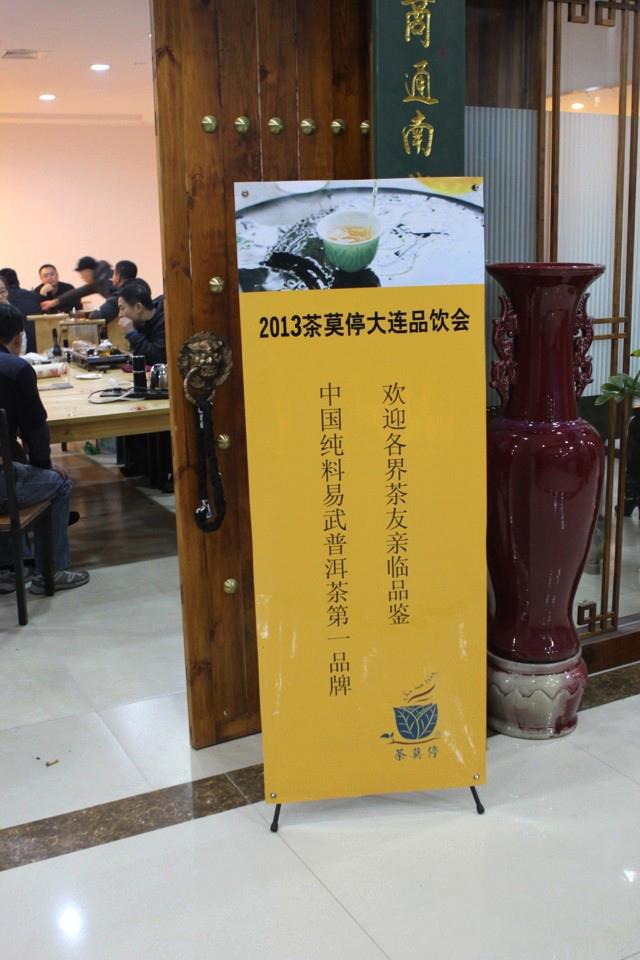 商通南
2013茶莫停大连品饮会
欢迎各界茶友亲临品鉴
中国纯料易武普洱茶第一品牌
茶莫停